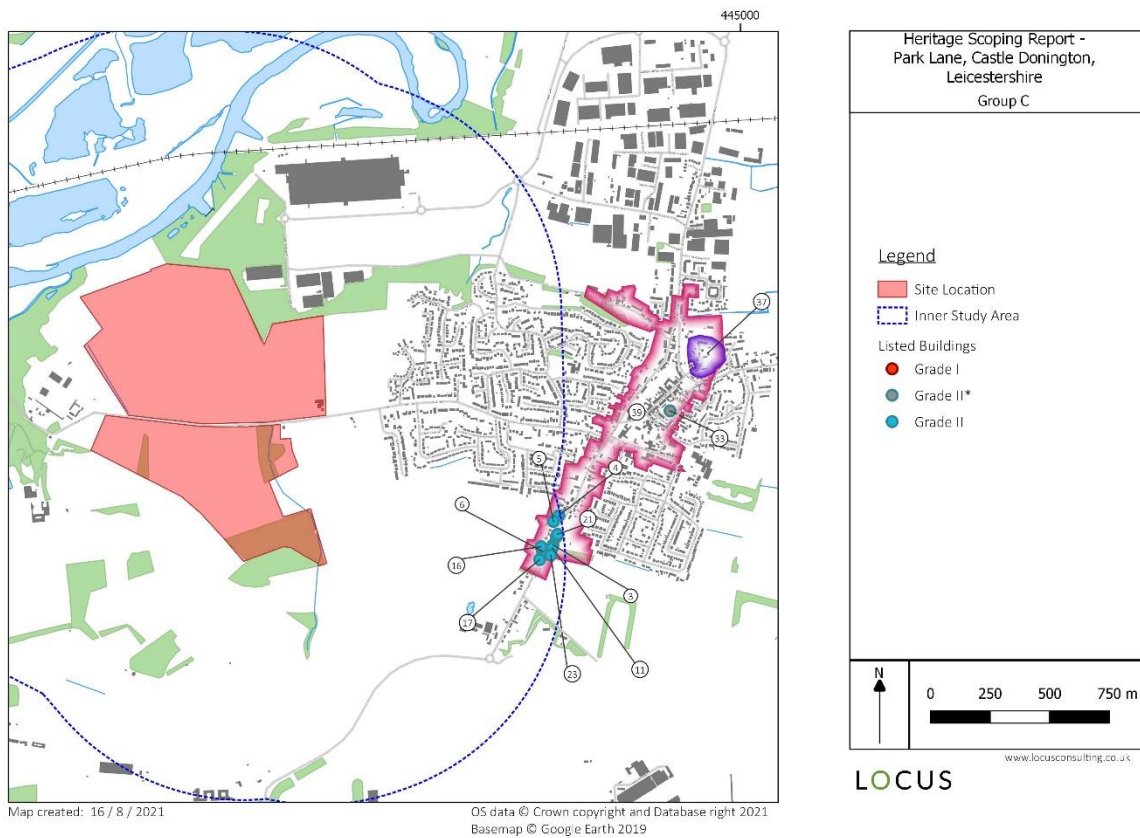 445000
37
39
33
5
4
6
21
16
3
17
23
11
Map created: 16 / 8 / 2021
OS data © Crown copyright and Database right 2021
Basemap © Google Earth 2019
Heritage Scoping Report -
Park Lane, Castle Donington,
Leicestershire
Group C
Legend
Site Location
Inner Study Area
Listed Buildings
Grade I
Grade II*
Grade II
N
0 250 500 750 m
www.locusconsulting.co.uk
LOCUS